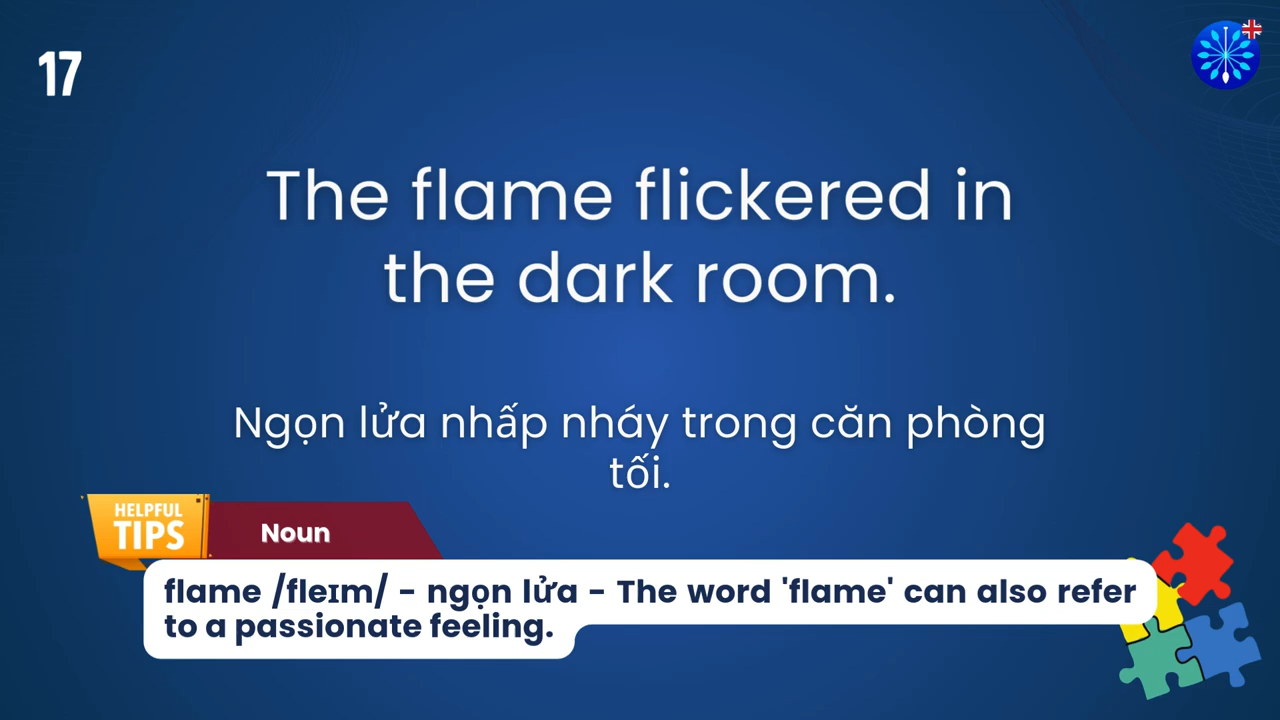 17
The flame flickered in
the dark room.
Ngọn lửa nhấp nháy trong căn phòng
tối.
HELPFUL
TIPS
Noun
flame /fleɪm/ - ngọn lửa - The word 'flame' can also refer
to a passionate feeling.